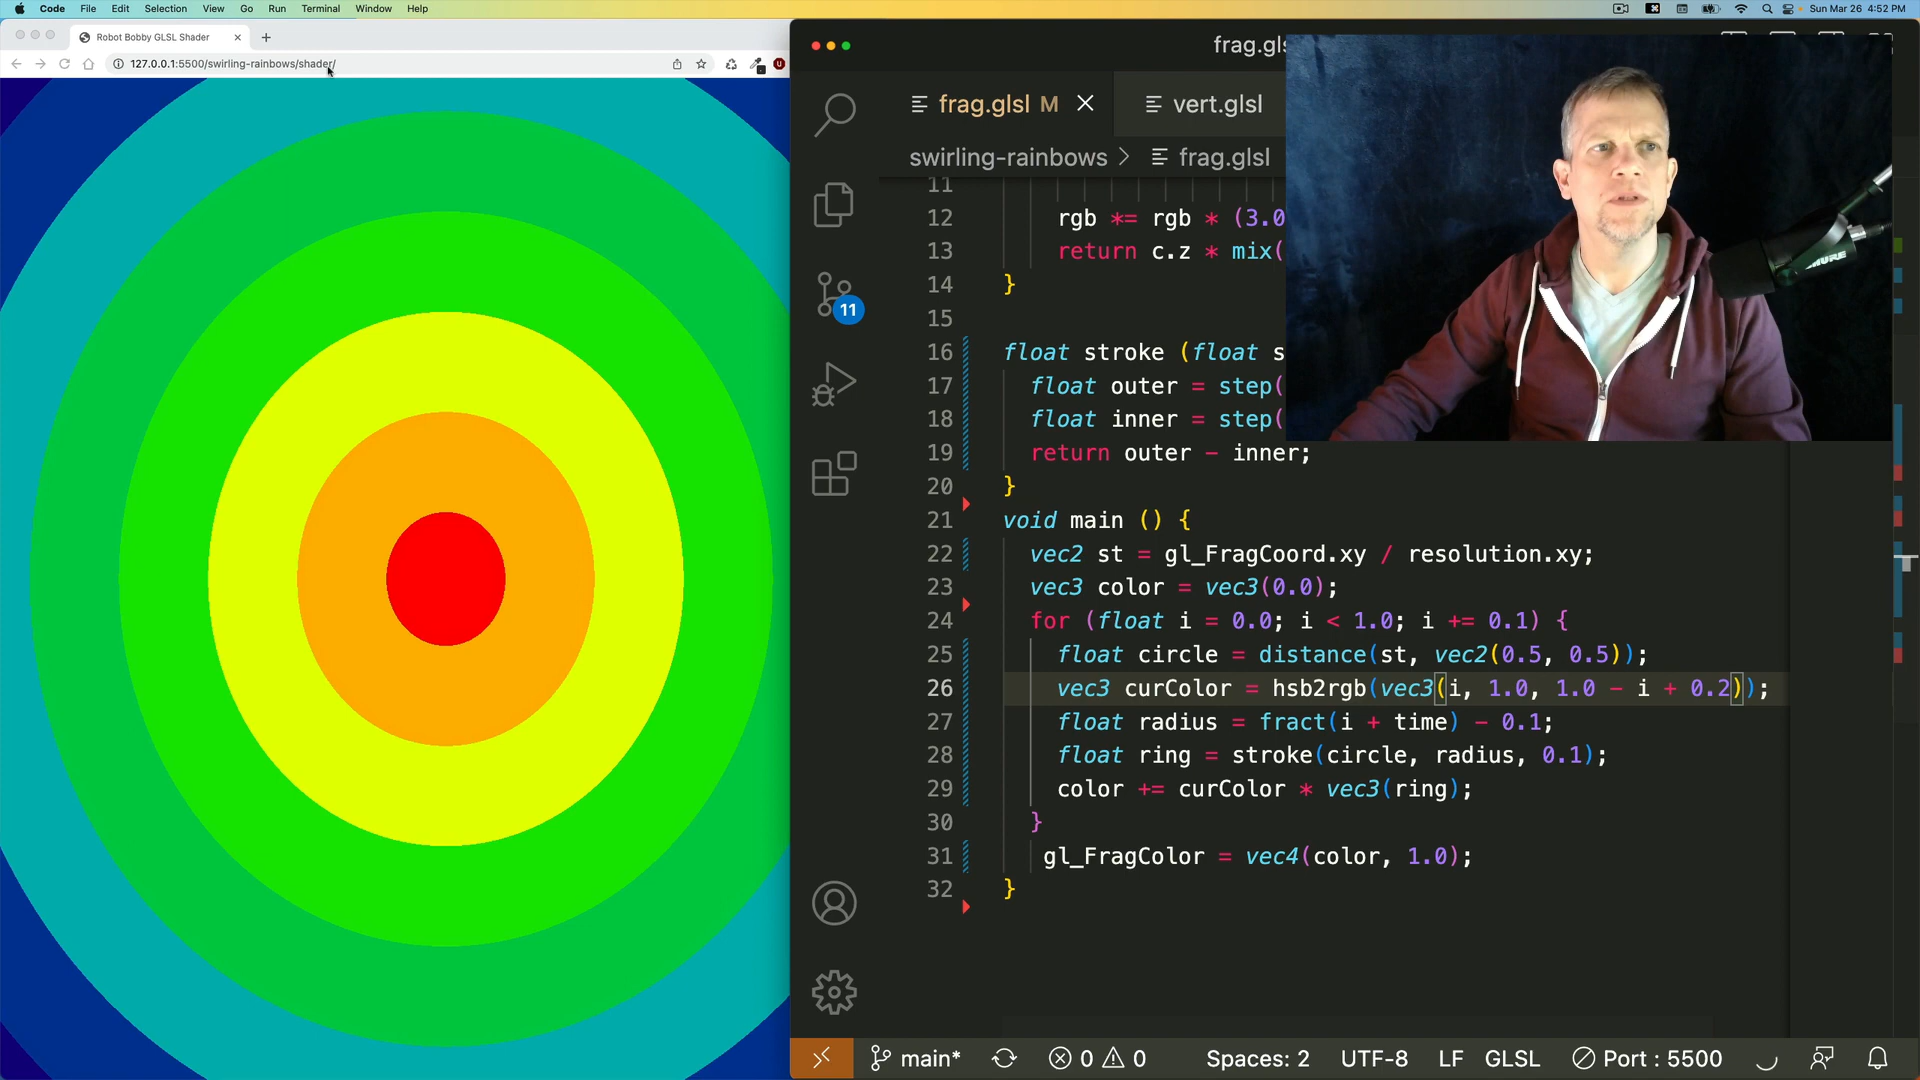 Code File Edit Selection View Go Run Terminal Window Help
Sun Mar 26 4:52 PM
Robot Bobby GLSL Shader
127.0.0.1:5500/swirling-rainbows/shader/
frag.gls
frag.glsl M
vert.glsl
swirling-rainbows > frag.glsl
11
12 rgb *= rgb * (3.0
13 return c.z * mix(
14 }
15
16 float stroke (float s
17 float outer = step(
18 float inner = step(
19 return outer - inner;
20 }
21 void main () {
22 vec2 st = gl_FragCoord.xy / resolution.xy;
23 vec3 color = vec3(0.0);
24 for (float i = 0.0; i < 1.0; i += 0.1) {
25 float circle = distance(st, vec2(0.5, 0.5));
26 vec3 curColor = hsb2rgb(vec3(i, 1.0, 1.0 - i + 0.2));
27 float radius = fract(i + time) - 0.1;
28 float ring = stroke(circle, radius, 0.1);
29 color += curColor * vec3(ring);
30 }
31 gl_FragColor = vec4(color, 1.0);
32 }
11
SHURE
main* 0 0 Spaces: 2 UTF-8 LF GLSL Port : 5500